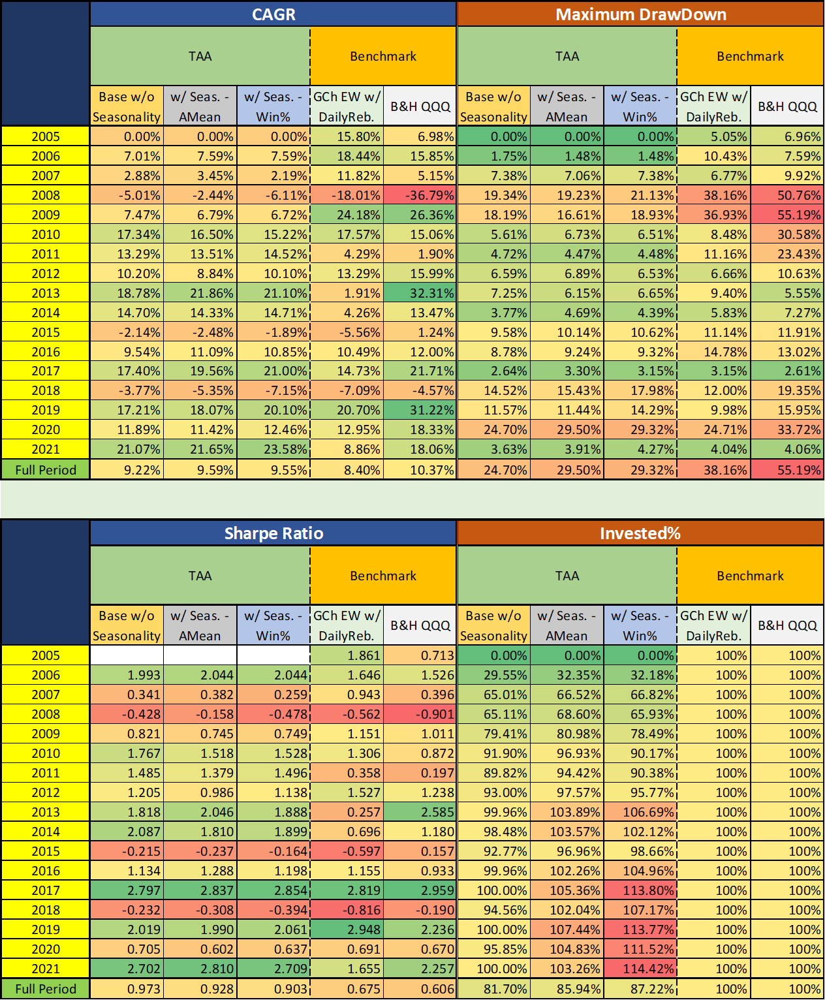 CAGR Maximum DrawDown
TAA Benchmark TAA Benchmark
Base w/o Seasonality w/ Seas. - AMean w/ Seas. - Win% GCh EW w/ DailyReb. B&H QQQ Base w/o Seasonality w/ Seas. - AMean w/ Seas. - Win% GCh EW w/ DailyReb. B&H QQQ
2005 0.00% 0.00% 0.00% 15.80% 6.98% 0.00% 0.00% 0.00% 5.05% 6.96%
2006 7.01% 7.59% 7.59% 18.44% 15.85% 1.75% 1.48% 1.48% 10.43% 7.59%
2007 2.88% 3.45% 2.19% 11.82% 5.15% 7.38% 7.06% 7.38% 6.77% 9.92%
2008 -5.01% -2.44% -6.11% -18.01% -36.79% 19.34% 19.23% 21.13% 38.16% 50.76%
2009 7.47% 6.79% 6.72% 24.18% 26.36% 18.19% 16.61% 18.93% 36.93% 55.19%
2010 17.34% 16.50% 15.22% 17.57% 15.06% 5.61% 6.73% 6.51% 8.48% 30.58%
2011 13.29% 13.51% 14.52% 4.29% 1.90% 4.72% 4.47% 4.48% 11.16% 23.43%
2012 10.20% 8.84% 10.10% 13.29% 15.99% 6.59% 6.89% 6.53% 6.66% 10.63%
2013 18.78% 21.86% 21.10% 1.91% 32.31% 7.25% 6.15% 6.65% 9.40% 5.55%
2014 14.70% 14.33% 14.71% 4.26% 13.47% 3.77% 4.69% 4.39% 5.83% 7.27%
2015 -2.14% -2.48% -1.89% -5.56% 1.24% 9.58% 10.14% 10.62% 11.14% 11.91%
2016 9.54% 11.09% 10.85% 10.49% 12.00% 8.78% 9.24% 9.32% 14.78% 13.02%
2017 17.40% 19.56% 21.00% 14.73% 21.71% 2.64% 3.30% 3.15% 3.15% 2.61%
2018 -3.77% -5.35% -7.15% -7.09% -4.57% 14.52% 15.43% 17.98% 12.00% 19.35%
2019 17.21% 18.07% 20.10% 20.70% 31.22% 11.57% 11.44% 14.29% 9.98% 15.95%
2020 11.89% 11.42% 12.46% 12.95% 18.33% 24.70% 29.50% 29.32% 24.71% 33.72%
2021 21.07% 21.65% 23.58% 8.86% 18.06% 3.63% 3.91% 4.27% 4.04% 4.06%
Full Period 9.22% 9.59% 9.55% 8.40% 10.37% 24.70% 29.50% 29.32% 38.16% 55.19%
Sharpe Ratio Invested%
TAA Benchmark TAA Benchmark
Base w/o Seasonality w/ Seas. - AMean w/ Seas. - Win% GCh EW w/ DailyReb. B&H QQQ Base w/o Seasonality w/ Seas. - AMean w/ Seas. - Win% GCh EW w/ DailyReb. B&H QQQ
2005 1.861 0.713 0.00% 0.00% 0.00% 100% 100%
2006 1.993 2.044 2.044 1.646 1.526 29.55% 32.35% 32.18% 100% 100%
2007 0.341 0.382 0.259 0.943 0.396 65.01% 66.52% 66.82% 100% 100%
2008 -0.428 -0.158 -0.478 -0.562 -0.901 65.11% 68.60% 65.93% 100% 100%
2009 0.821 0.745 0.749 1.151 1.011 79.41% 80.98% 78.49% 100% 100%
2010 1.767 1.518 1.528 1.306 0.872 91.90% 96.93% 90.17% 100% 100%
2011 1.485 1.379 1.496 0.358 0.197 89.82% 94.42% 90.38% 100% 100%
2012 1.205 0.986 1.138 1.527 1.238 93.00% 97.57% 95.77% 100% 100%
2013 1.818 2.046 1.888 0.257 2.585 99.96% 103.89% 106.69% 100% 100%
2014 2.087 1.810 1.899 0.696 1.180 98.48% 103.57% 102.12% 100% 100%
2015 -0.215 -0.237 -0.164 -0.597 0.157 92.77% 96.96% 98.66% 100% 100%
2016 1.134 1.288 1.198 1.155 0.933 99.96% 102.26% 104.96% 100% 100%
2017 2.797 2.837 2.854 2.819 2.959 100.00% 105.36% 113.80% 100% 100%
2018 -0.232 -0.308 -0.394 -0.816 -0.190 94.56% 102.04% 107.17% 100% 100%
2019 2.019 1.990 2.061 2.948 2.236 100.00% 107.44% 113.77% 100% 100%
2020 0.705 0.602 0.637 0.691 0.670 95.85% 104.83% 111.52% 100% 100%
2021 2.702 2.810 2.709 1.655 2.257 100.00% 103.26% 114.42% 100% 100%
Full Period 0.973 0.928 0.903 0.675 0.606 81.70% 85.94% 87.22% 100% 100%